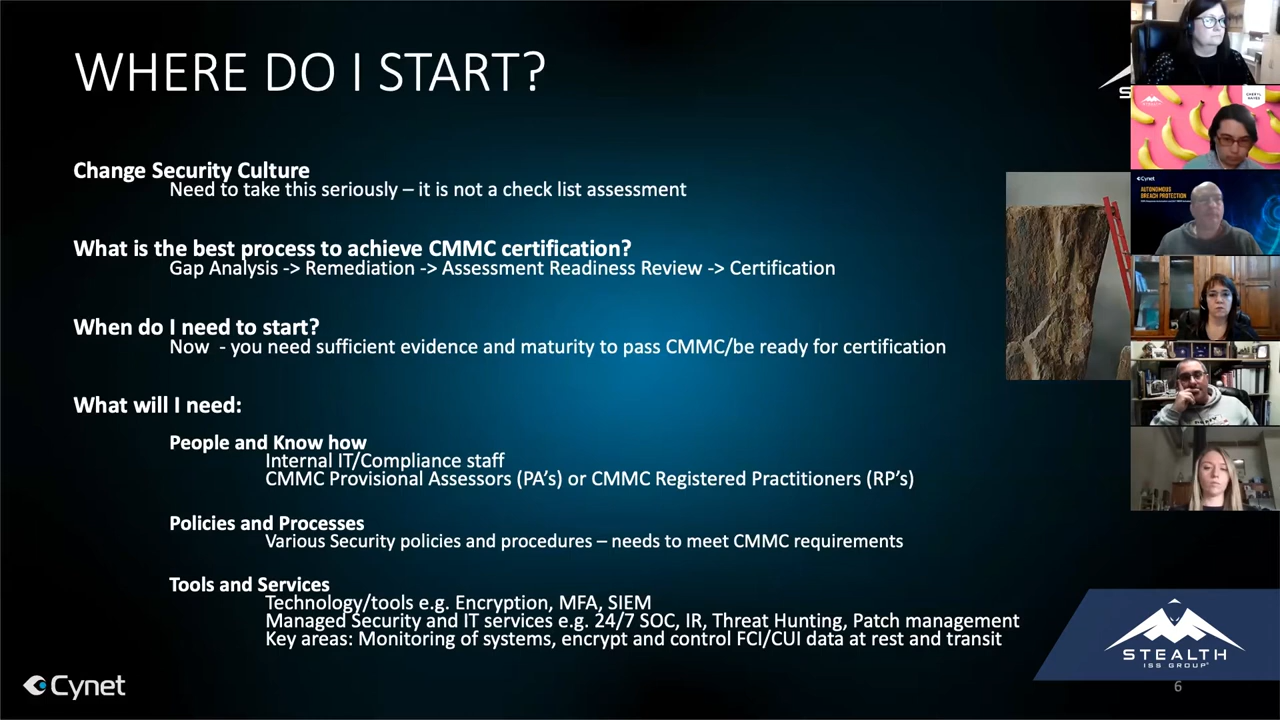 WHERE DO I START?
Change Security Culture
Need to take this seriously – it is not a check list assessment
What is the best process to achieve CMMC certification?
Gap Analysis -> Remediation -> Assessment Readiness Review -> Certification
When do I need to start?
Now - you need sufficient evidence and maturity to pass CMMC/be ready for certification
What will I need:
People and Know how
Internal IT/Compliance staff
CMMC Provisional Assessors (PA's) or CMMC Registered Practitioners (RP's)
Policies and Processes
Various Security policies and procedures – needs to meet CMMC requirements
Tools and Services
Technology/tools e.g. Encryption, MFA, SIEM
Managed Security and IT services e.g. 24/7 SOC, IR, Threat Hunting, Patch management
Key areas: Monitoring of systems, encrypt and control FCI/CUI data at rest and transit
Cynet
STEALTH
ISS GROUP
6
Cynet
AUTONOMOUS
BREACH PROTECTION